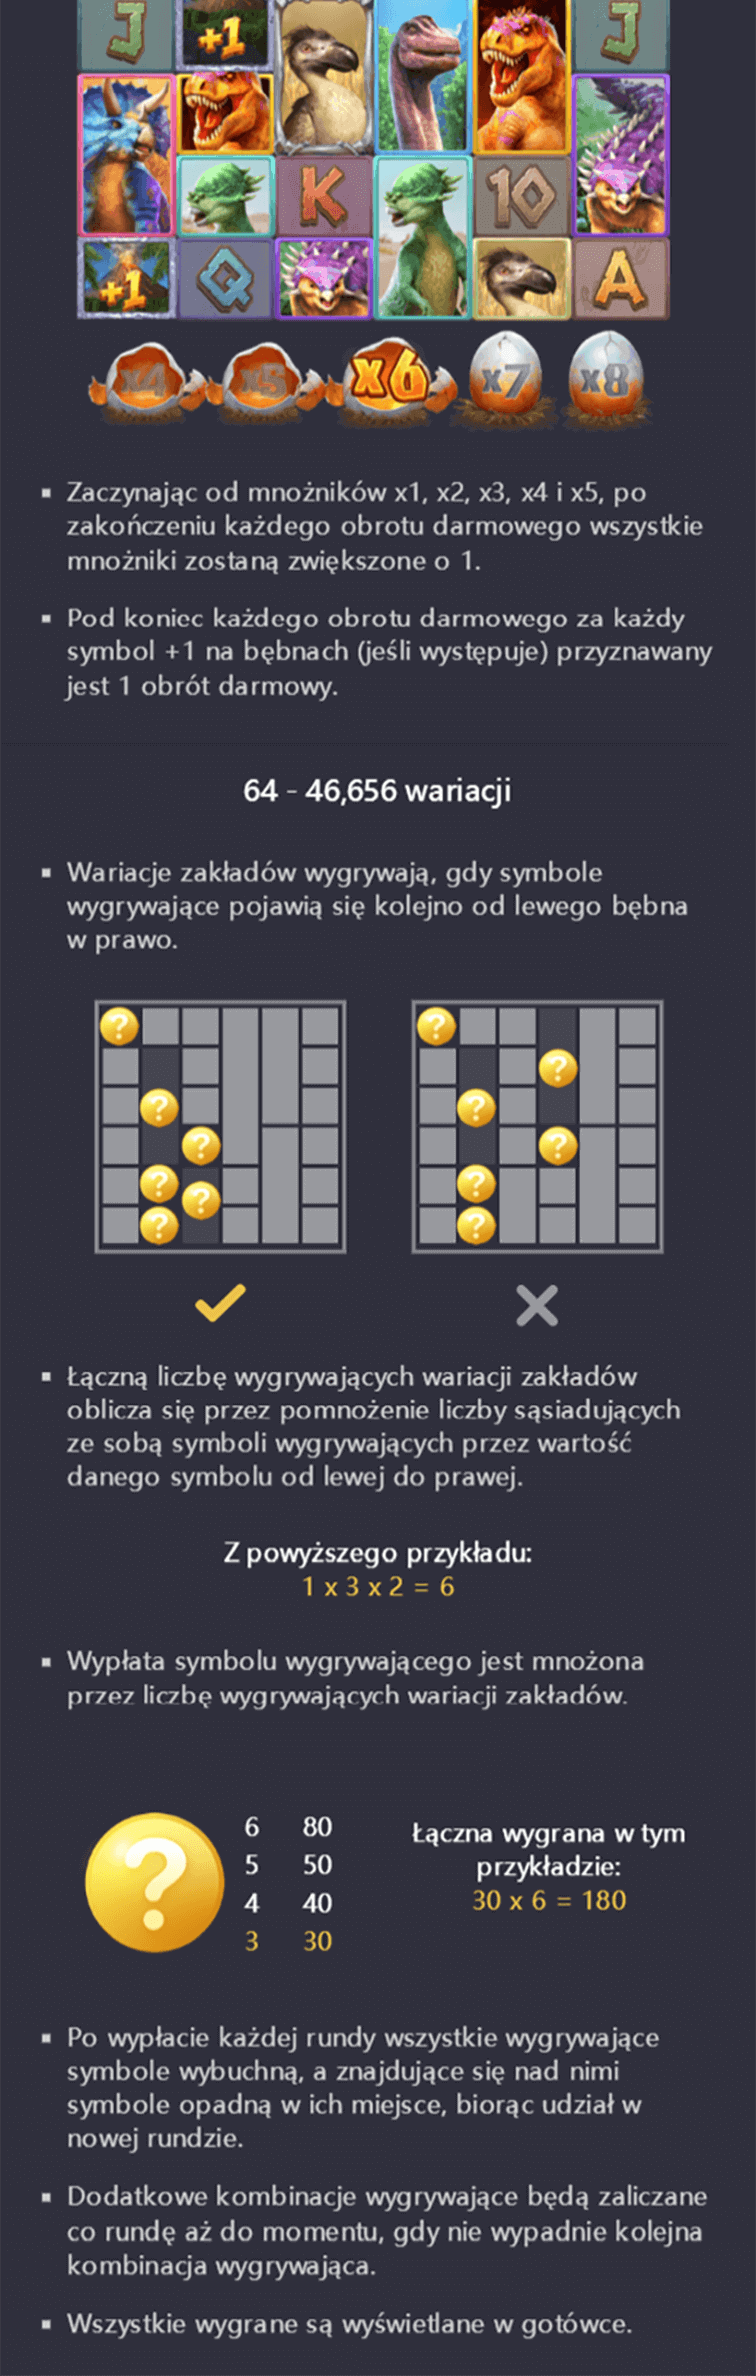 J +1 J
K 10
+1 Q A
x4 x5 x6 x7 x8
▪ Zaczynając od mnożników x1, x2, x3, x4 i x5, po
zakończeniu każdego obrotu darmowego wszystkie
mnożniki zostaną zwiększone o 1.
▪ Pod koniec każdego obrotu darmowego za każdy
symbol +1 na bębnach (jeśli występuje) przyznawany
jest 1 obrót darmowy.
64 - 46,656 wariacji
▪ Wariacje zakładów wygrywają, gdy symbole
wygrywające pojawią się kolejno od lewego bębna
w prawo.
? ?
?
? ?
? ?
? ? ?
? ?
▪ Łączną liczbę wygrywających wariacji zakładów
oblicza się przez pomnożenie liczby sąsiadujących
ze sobą symboli wygrywających przez wartość
danego symbolu od lewej do prawej.
Z powyższego przykładu:
1 x 3 x 2 = 6
▪ Wypłata symbolu wygrywającego jest mnożona
przez liczbę wygrywających wariacji zakładów.
?
6 80
5 50
4 40
3 30
Łączna wygrana w tym
przykładzie:
30 x 6 = 180
▪ Po wypłacie każdej rundy wszystkie wygrywające
symbole wybuchną, a znajdujące się nad nimi
symbole opadną w ich miejsce, biorąc udział w
nowej rundzie.
▪ Dodatkowe kombinacje wygrywające będą zaliczane
co rundę aż do momentu, gdy nie wypadnie kolejna
kombinacja wygrywająca.
▪ Wszystkie wygrane są wyświetlane w gotówce.